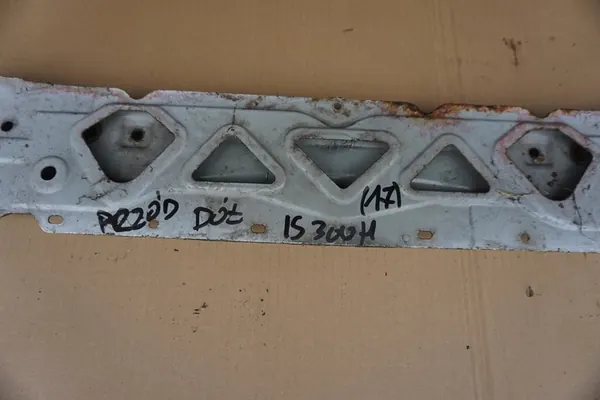 PRZÓD DÓŁ IS300H (17)